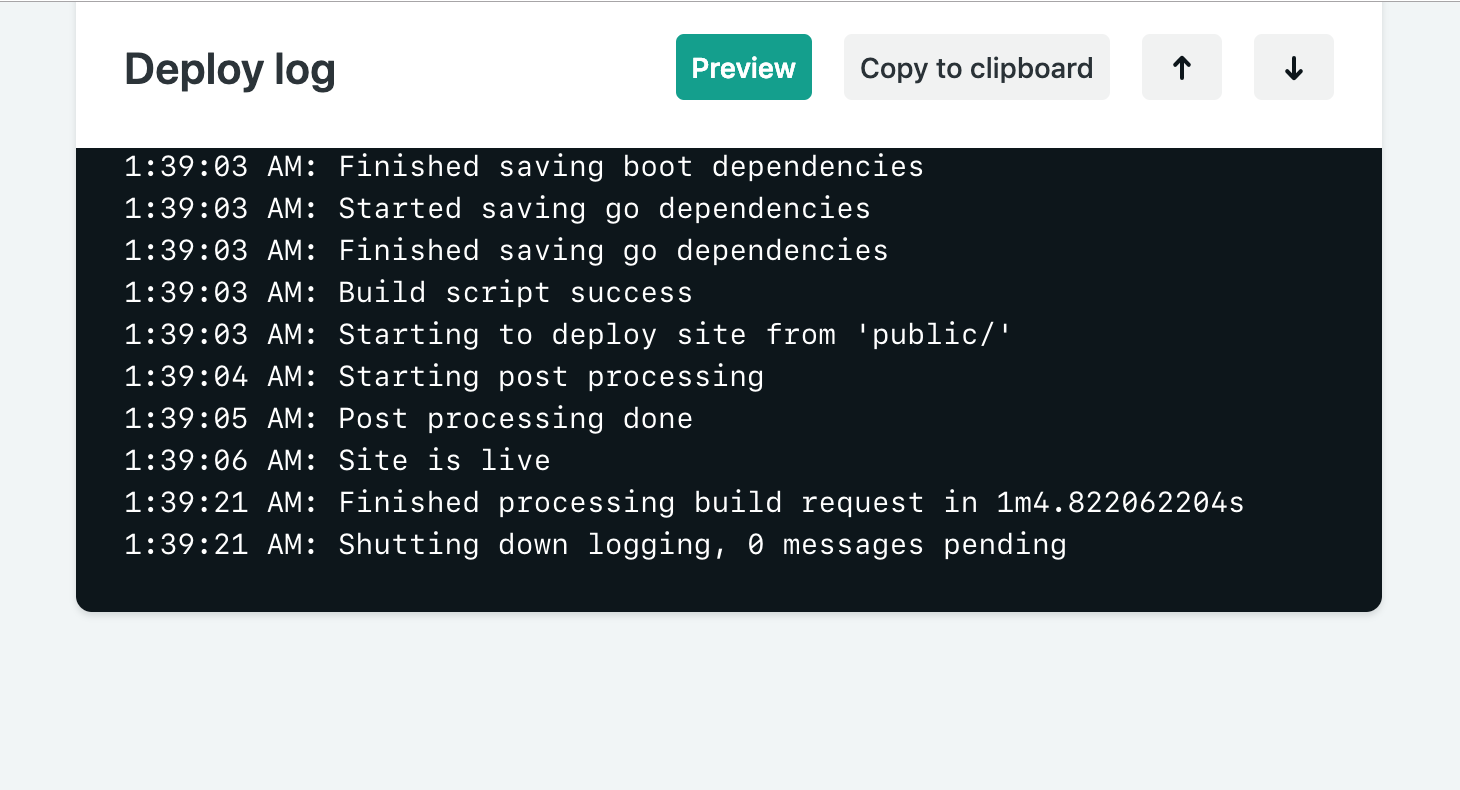 Deploy log
Preview
Copy to clipboard
1:39:03 AM: Finished saving boot dependencies
1:39:03 AM: Started saving go dependencies
1:39:03 AM: Finished saving go dependencies
1:39:03 AM: Build script success
1:39:03 AM: Starting to deploy site from 'public/'
1:39:04 AM: Starting post processing
1:39:05 AM: Post processing done
1:39:06 AM: Site is live
1:39:21 AM: Finished processing build request in 1m4.822062204s
1:39:21 AM: Shutting down logging, 0 messages pending